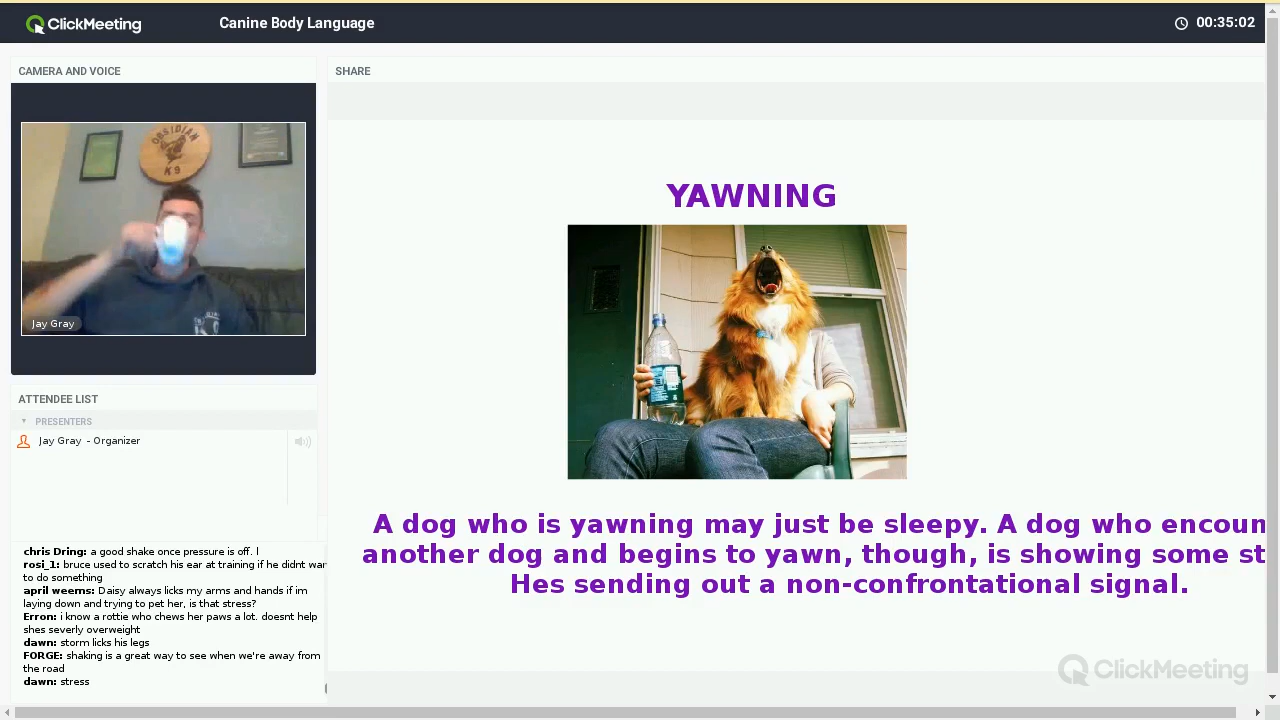 ClickMeeting
Canine Body Language
00:35:02
CAMERA AND VOICE
SHARE
OBSIDIAN
K9
Jay Gray
YAWNING
A dog who is yawning may just be sleepy. A dog who encoun
another dog and begins to yawn, though, is showing some st
Hes sending out a non-confrontational signal.
ATTENDEE LIST
PRESENTERS
Jay Gray - Organizer
chris Dring: a good shake once pressure is off. I
rosi_1: bruce used to scratch his ear at training if he didnt wan
to do something
april weems: Daisy always licks my arms and hands if im
laying down and trying to pet her, is that stress?
Erron: i know a rottie who chews her paws a lot. doesnt help
shes severly overweight
dawn: storm licks his legs
FORGE: shaking is a great way to see when we're away from
the road
dawn: stress
ClickMeeting